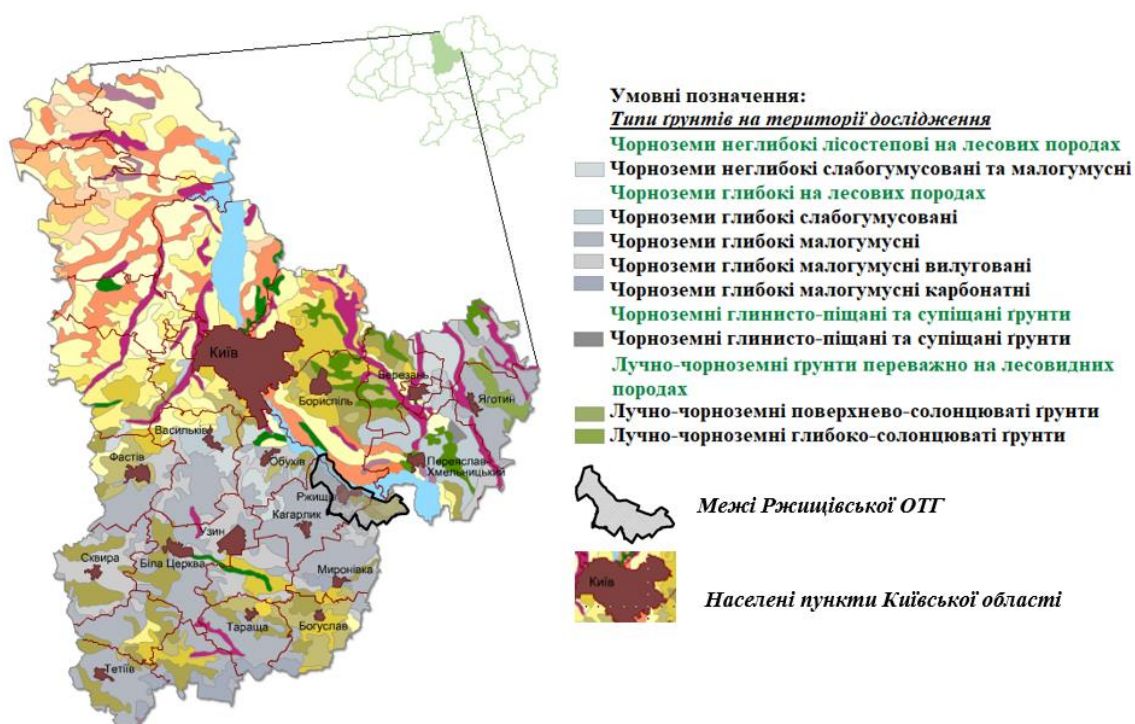 Умовні позначення:
Типи ґрунтів на території дослідження
Чорноземи неглибокі лісостепові на лесових породах
Чорноземи неглибокі слабогумусовані та малогумусні
Чорноземи глибокі на лесових породах
Чорноземи глибокі слабогумусовані
Чорноземи глибокі малогумусні
Чорноземи глибокі малогумусні вилуговані
Чорноземи глибокі малогумусні карбонатні
Чорноземні глинисто-піщані та супіщані ґрунти
Чорноземні глинисто-піщані та супіщані ґрунти
Лучно-чорноземні ґрунти переважно на лесовидних
породах
Лучно-чорноземні поверхнево-солонцюваті ґрунти
Лучно-чорноземні глибоко-солонцюваті ґрунти
Межі Ржищівської ОТГ
Київ
Населені пункти Київської області
Київ
Бориспіль
Березань
Яготин
Васильків
Фастів
Обухів
Переяслав-
Хмельницький
Ржищів
Кагарлик
Узин
Сквира
Біла Церква
Миронівка
Тараща
Богуслав
Тетіїв